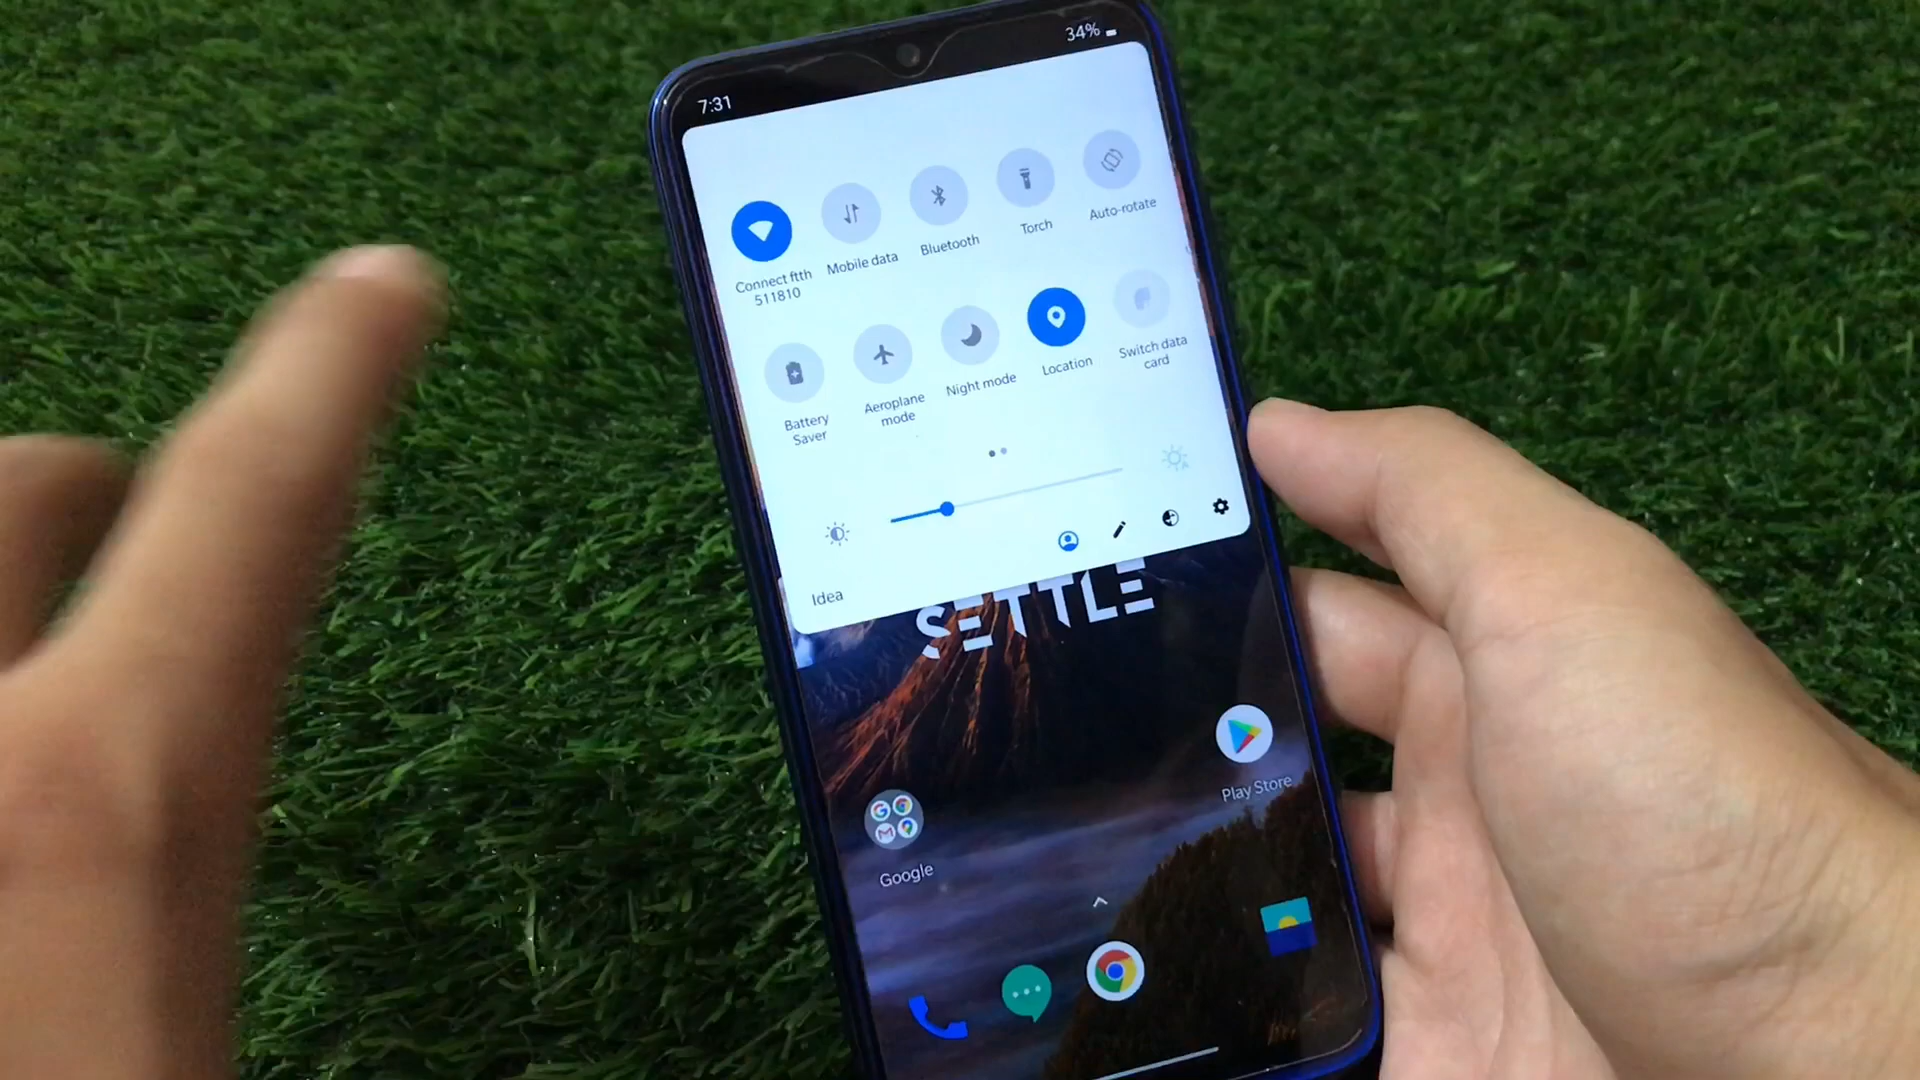 7:31
34%
Connect ftth
511810
Mobile data
Bluetooth
Torch
Auto-rotate
Battery
Saver
Aeroplane
mode
Night mode
Location
Switch data
card
Idea
SETTLE
Google
Play Store